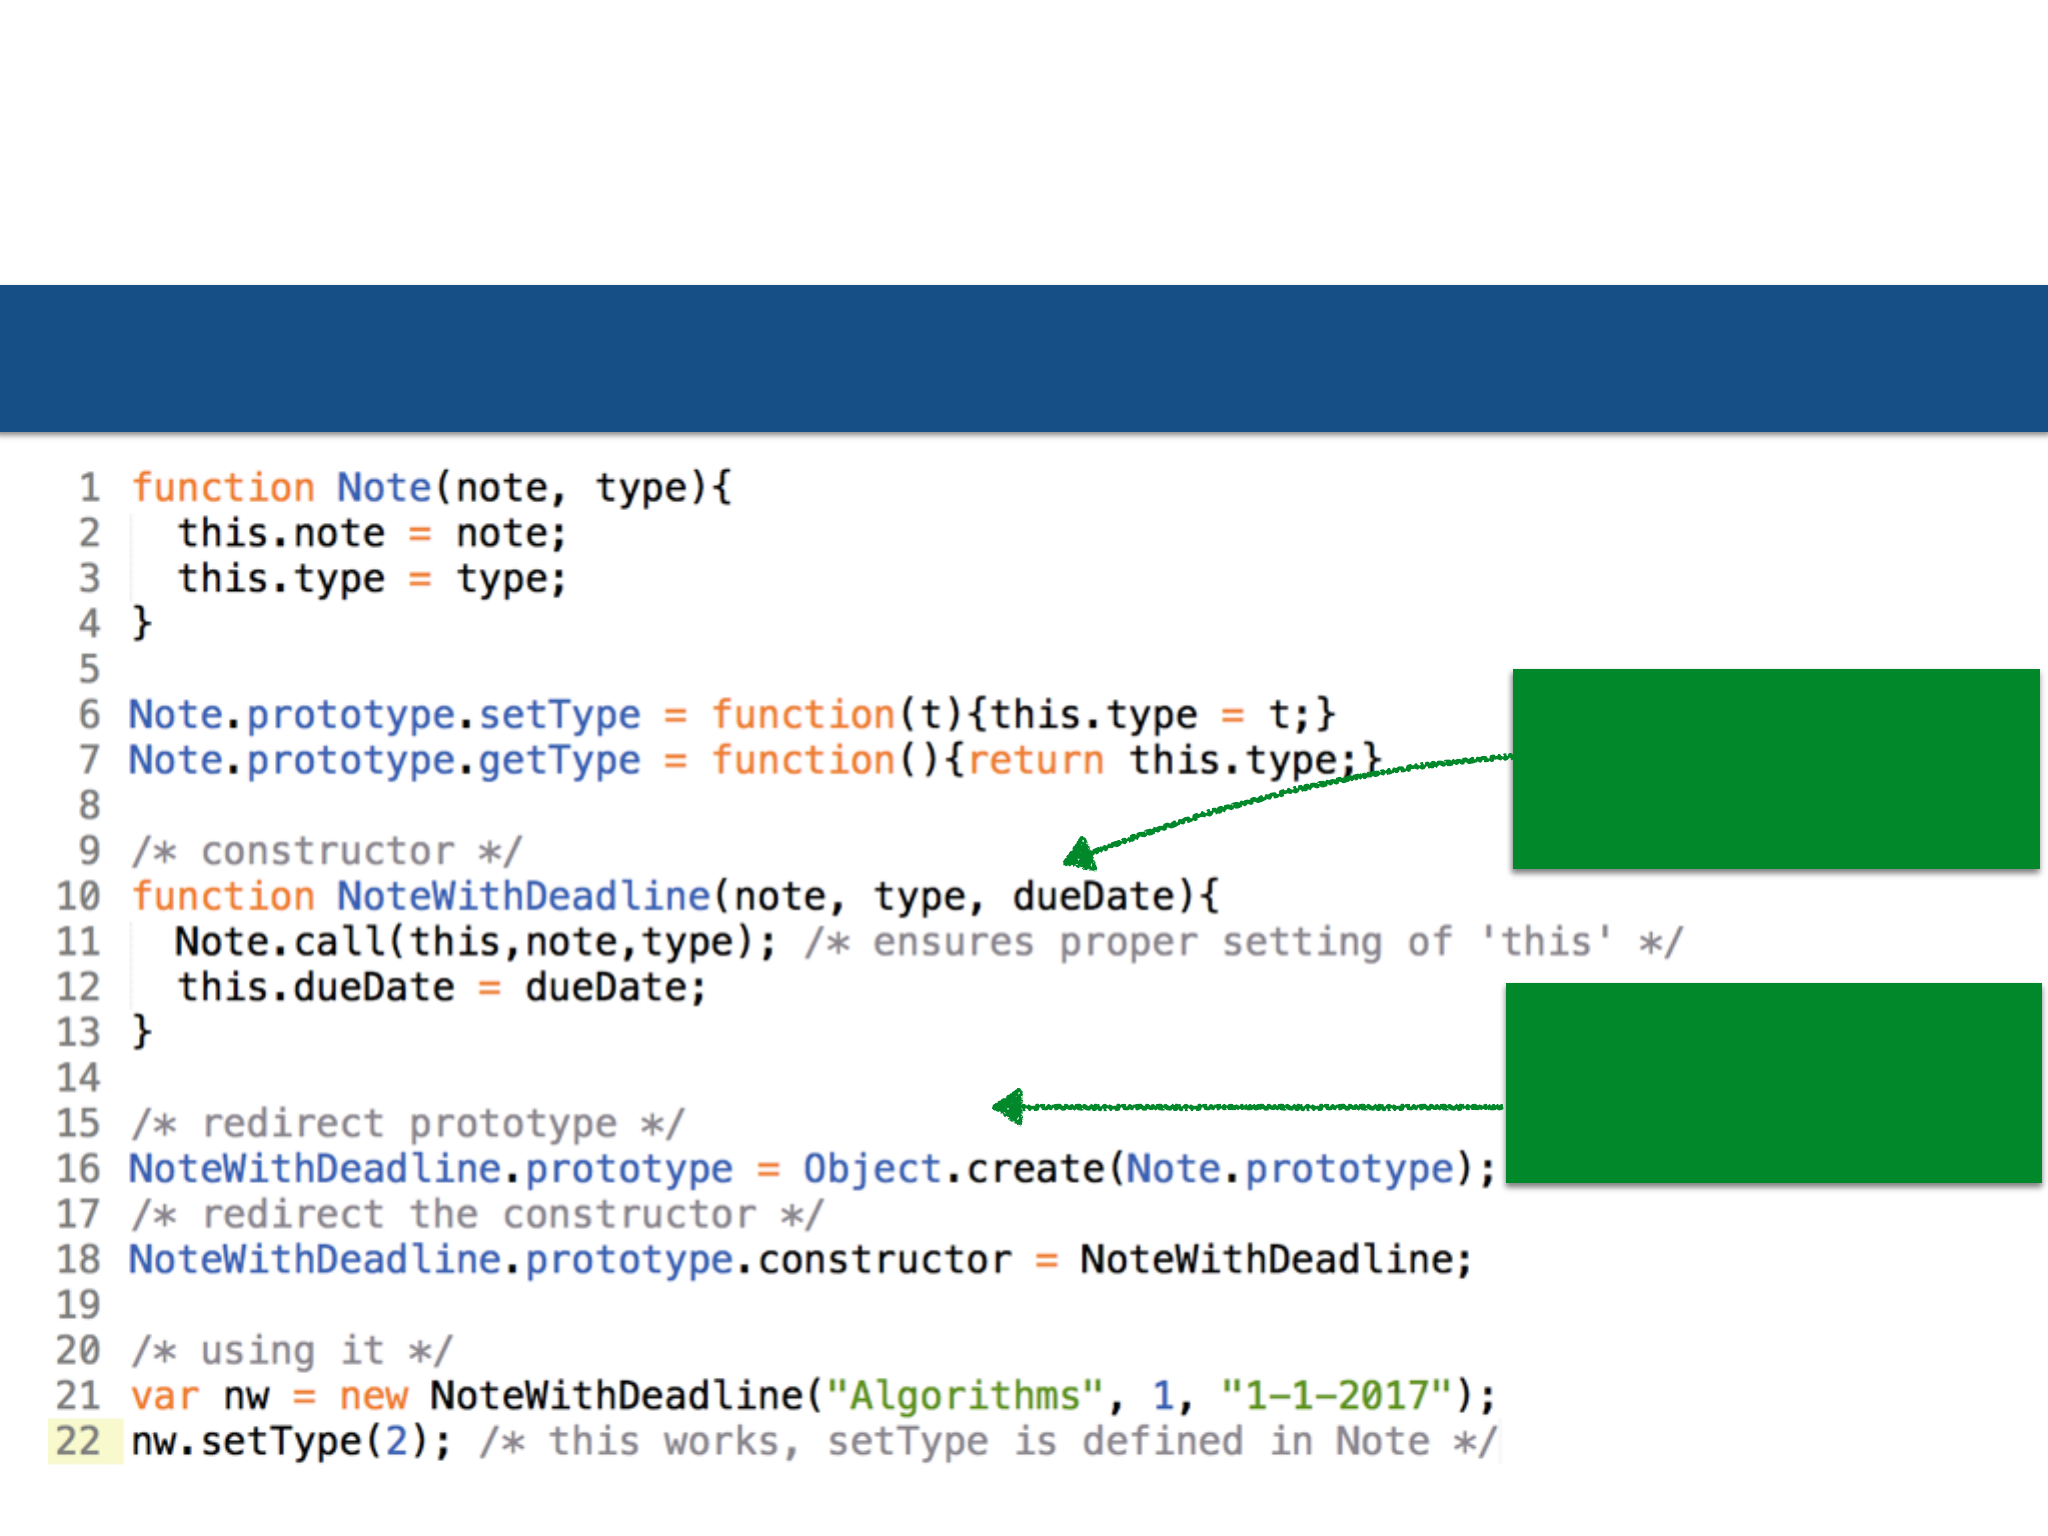 1 function Note(note, type){
2   this.note = note;
3   this.type = type;
4 }
5
6 Note.prototype.setType = function(t){this.type = t;}
7 Note.prototype.getType = function(){return this.type;}
8
9 /* constructor */
10 function NoteWithDeadline(note, type, dueDate){
11   Note.call(this,note,type); /* ensures proper setting of 'this' */
12   this.dueDate = dueDate;
13 }
14
15 /* redirect prototype */
16 NoteWithDeadline.prototype = Object.create(Note.prototype);
17 /* redirect the constructor */
18 NoteWithDeadline.prototype.constructor = NoteWithDeadline;
19
20 /* using it */
21 var nw = new NoteWithDeadline("Algorithms", 1, "1-1-2017");
22 nw.setType(2); /* this works, setType is defined in Note */